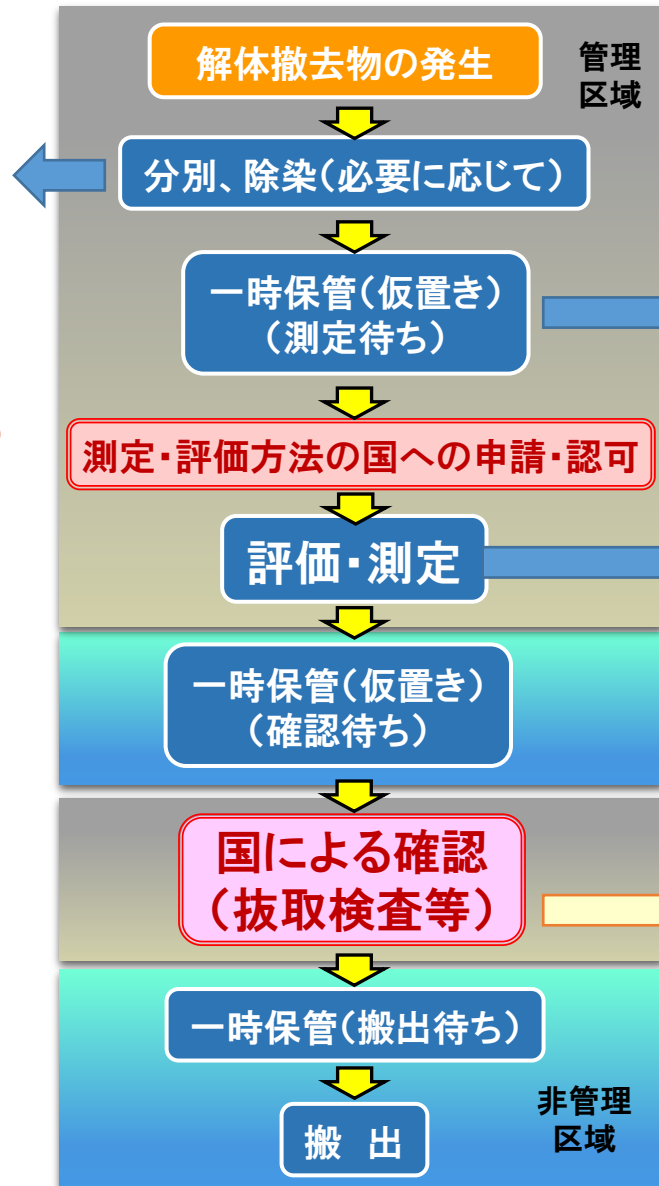 解体撤去物の発生
管理
区域
分別、除染(必要に応じて)
一時保管(仮置き)
(測定待ち)
測定・評価方法の国への申請・認可
評価・測定
一時保管(仮置き)
(確認待ち)
国による確認
(抜取検査等)
一時保管(搬出待ち)
搬 出
非管理
区域